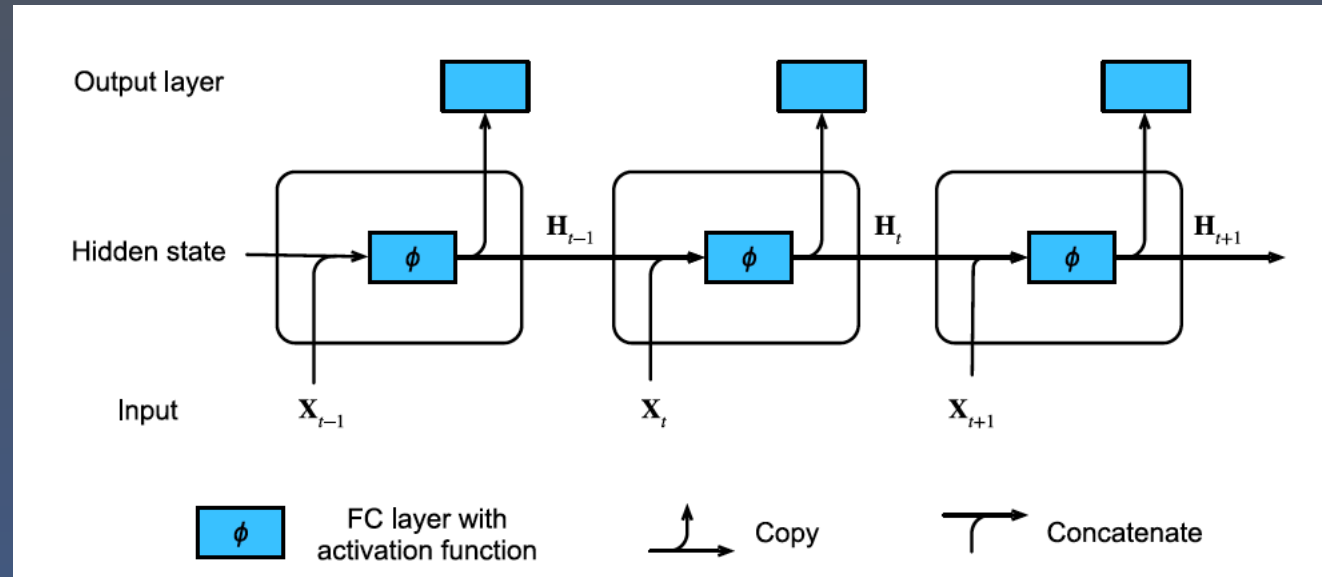 Output layer
Hidden state
ϕ
H_{t−1}
ϕ
H_t
ϕ
H_{t+1}
Input
X_{t−1}
X_t
X_{t+1}
ϕ
FC layer with
activation function
Copy
Concatenate